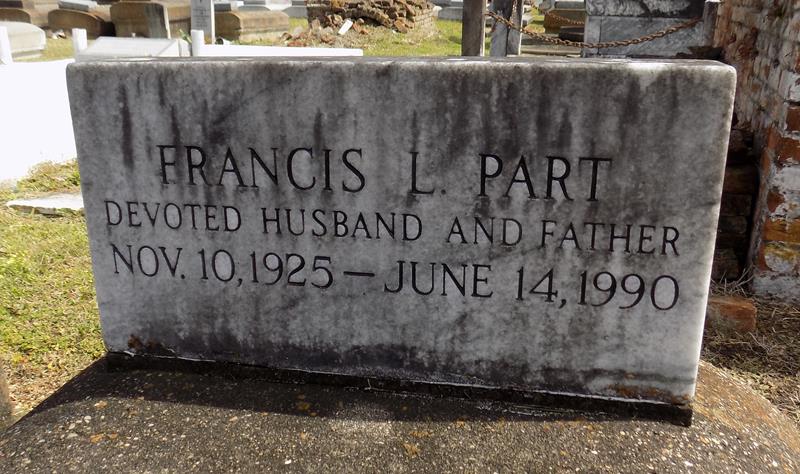 FRANCIS L. PART
DEVOTED HUSBAND AND FATHER
NOV. 10, 1925 — JUNE 14, 1990